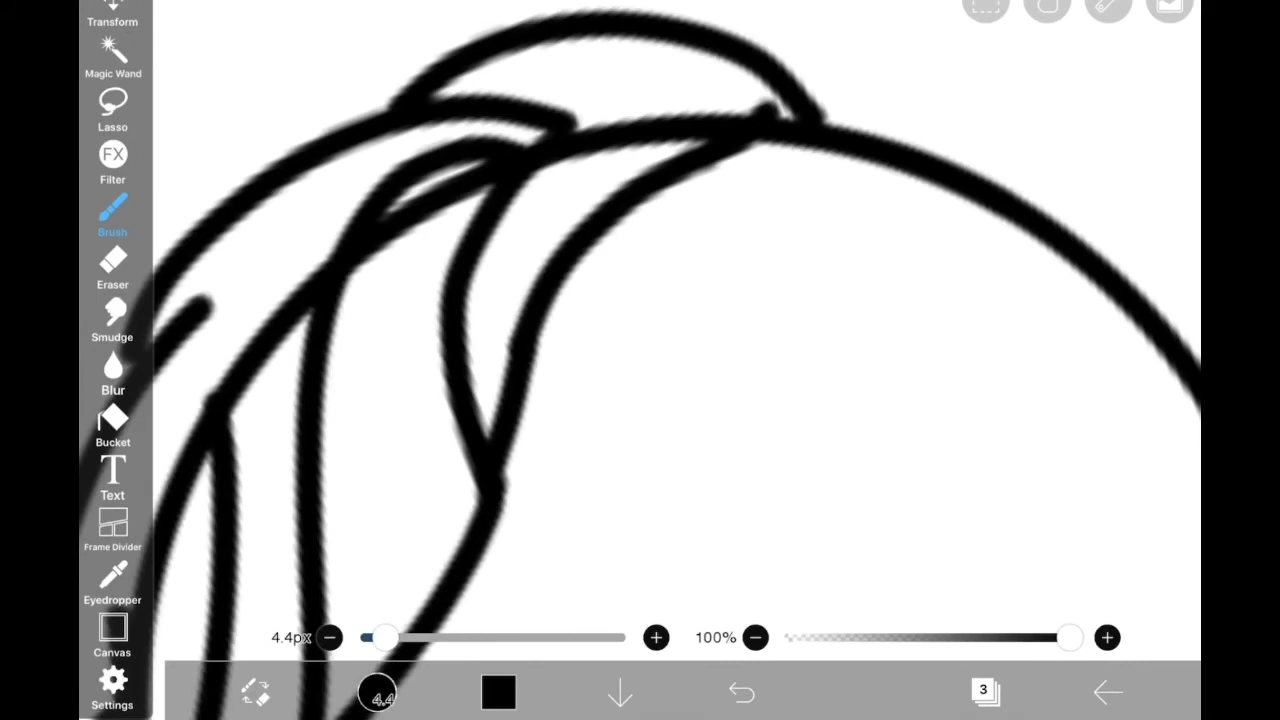 Transform
Magic Wand
Lasso
FX
Filter
Brush
Eraser
Smudge
Blur
Bucket
T
Text
Frame Divider
Eyedropper
Canvas
Settings
4.4px
100%
4.4
3